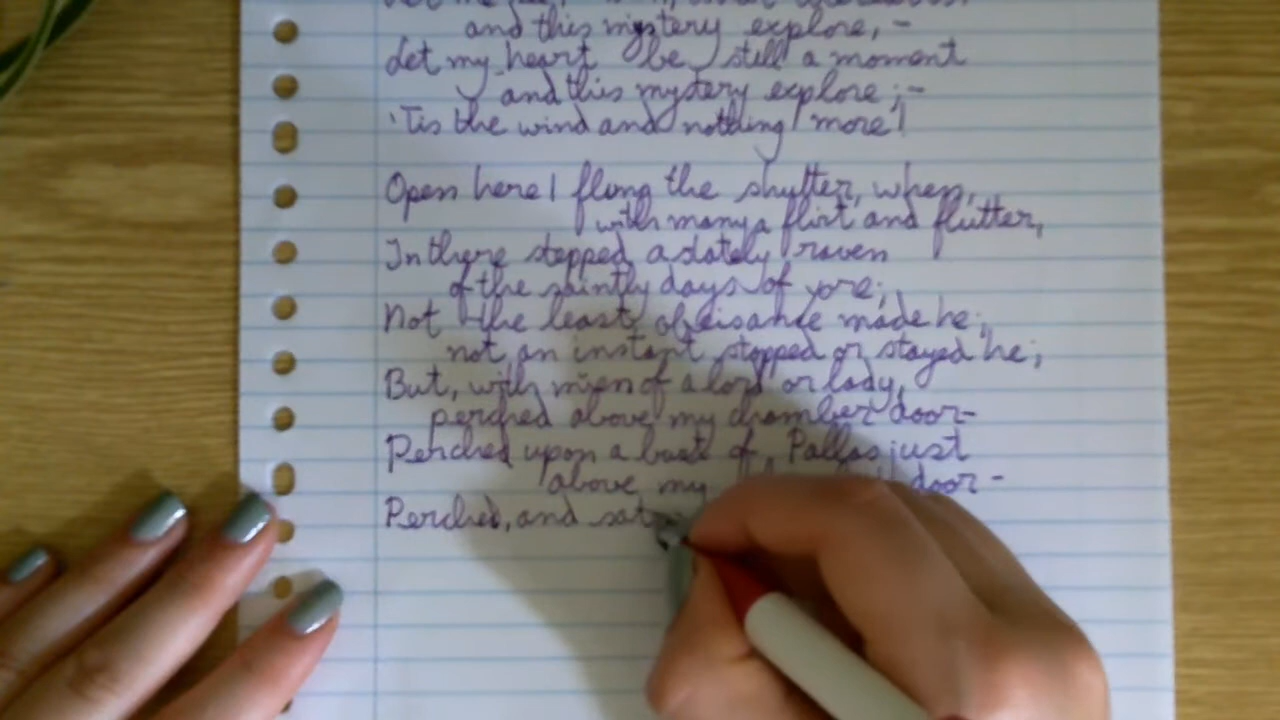 and this mystery explore, -
Let my heart be still a moment
and this mystery explore; -
'Tis the wind and nothing more!
Open here I flung the shutter, when,
with many a flirt and flutter,
In there stepped a stately raven
of the saintly days of yore;
Not the least obeisance made he;
not an instant stopped or stayed he;
But, with mien of a lord or lady,
perched above my chamber door-
Perched upon a bust of Pallas just
above my door -
Perched, and sat